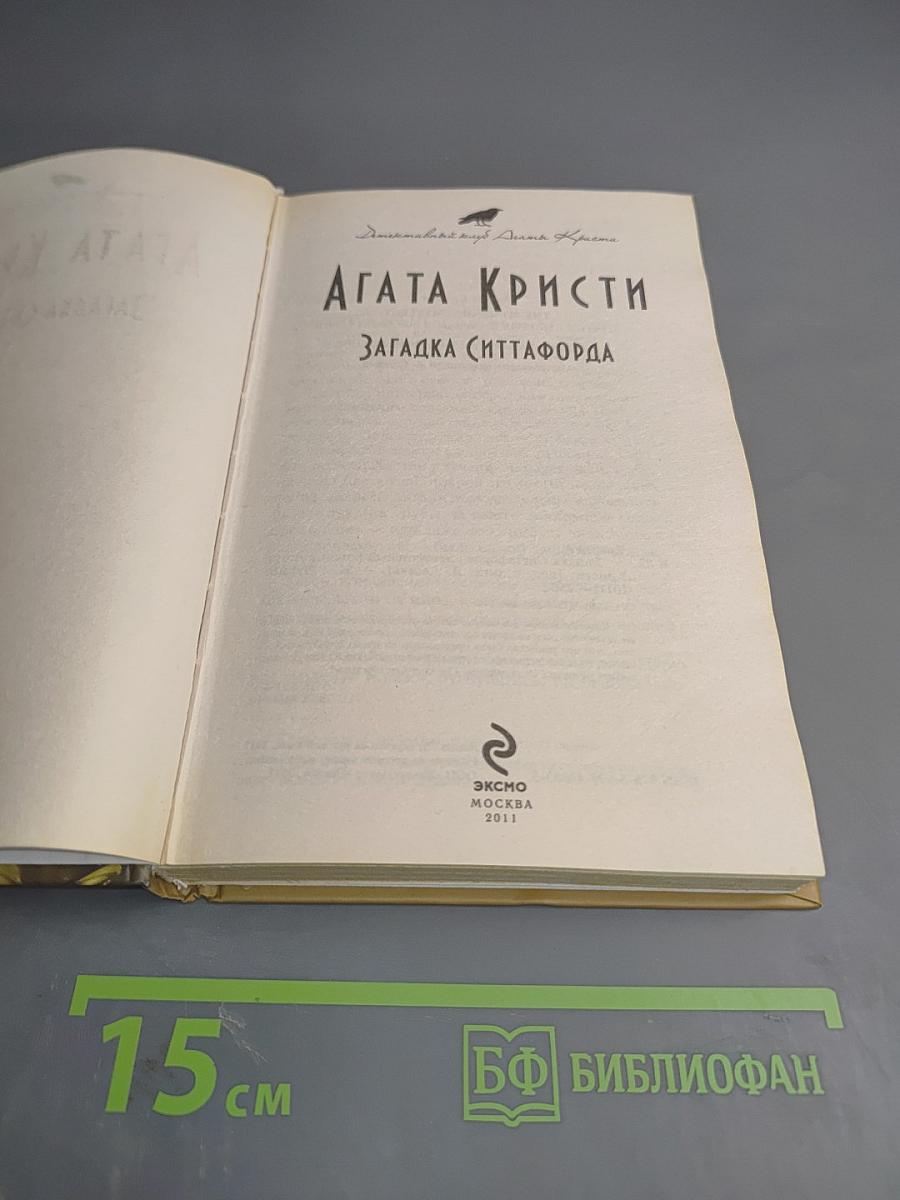 Детективный клуб Агаты Кристи
АГАТА КРИСТИ
ЗАГАДКА СИТТАФОРДА
ЭКСМО
МОСКВА
2011
15 см
БФ БИБЛИОФАН